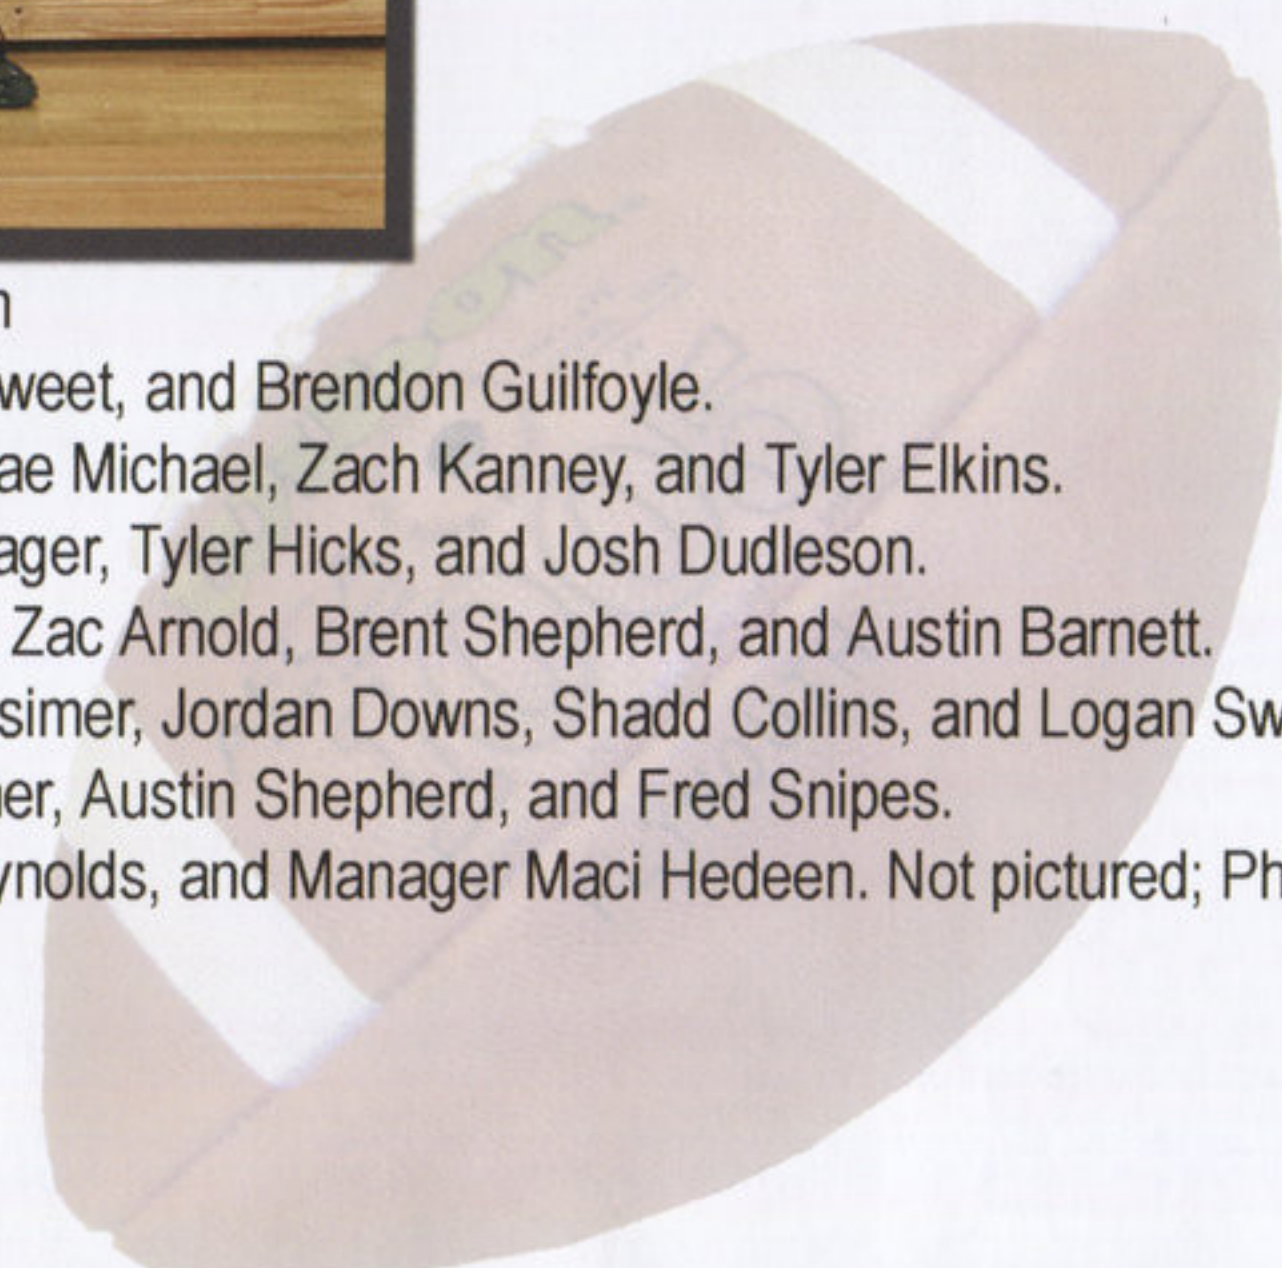 n
weet, and Brendon Guilfoyle.
ae Michael, Zach Kanney, and Tyler Elkins.
ager, Tyler Hicks, and Josh Dudleson.
Zac Arnold, Brent Shepherd, and Austin Barnett.
simer, Jordan Downs, Shadd Collins, and Logan Sw
er, Austin Shepherd, and Fred Snipes.
ynolds, and Manager Maci Hedeen. Not pictured; Ph